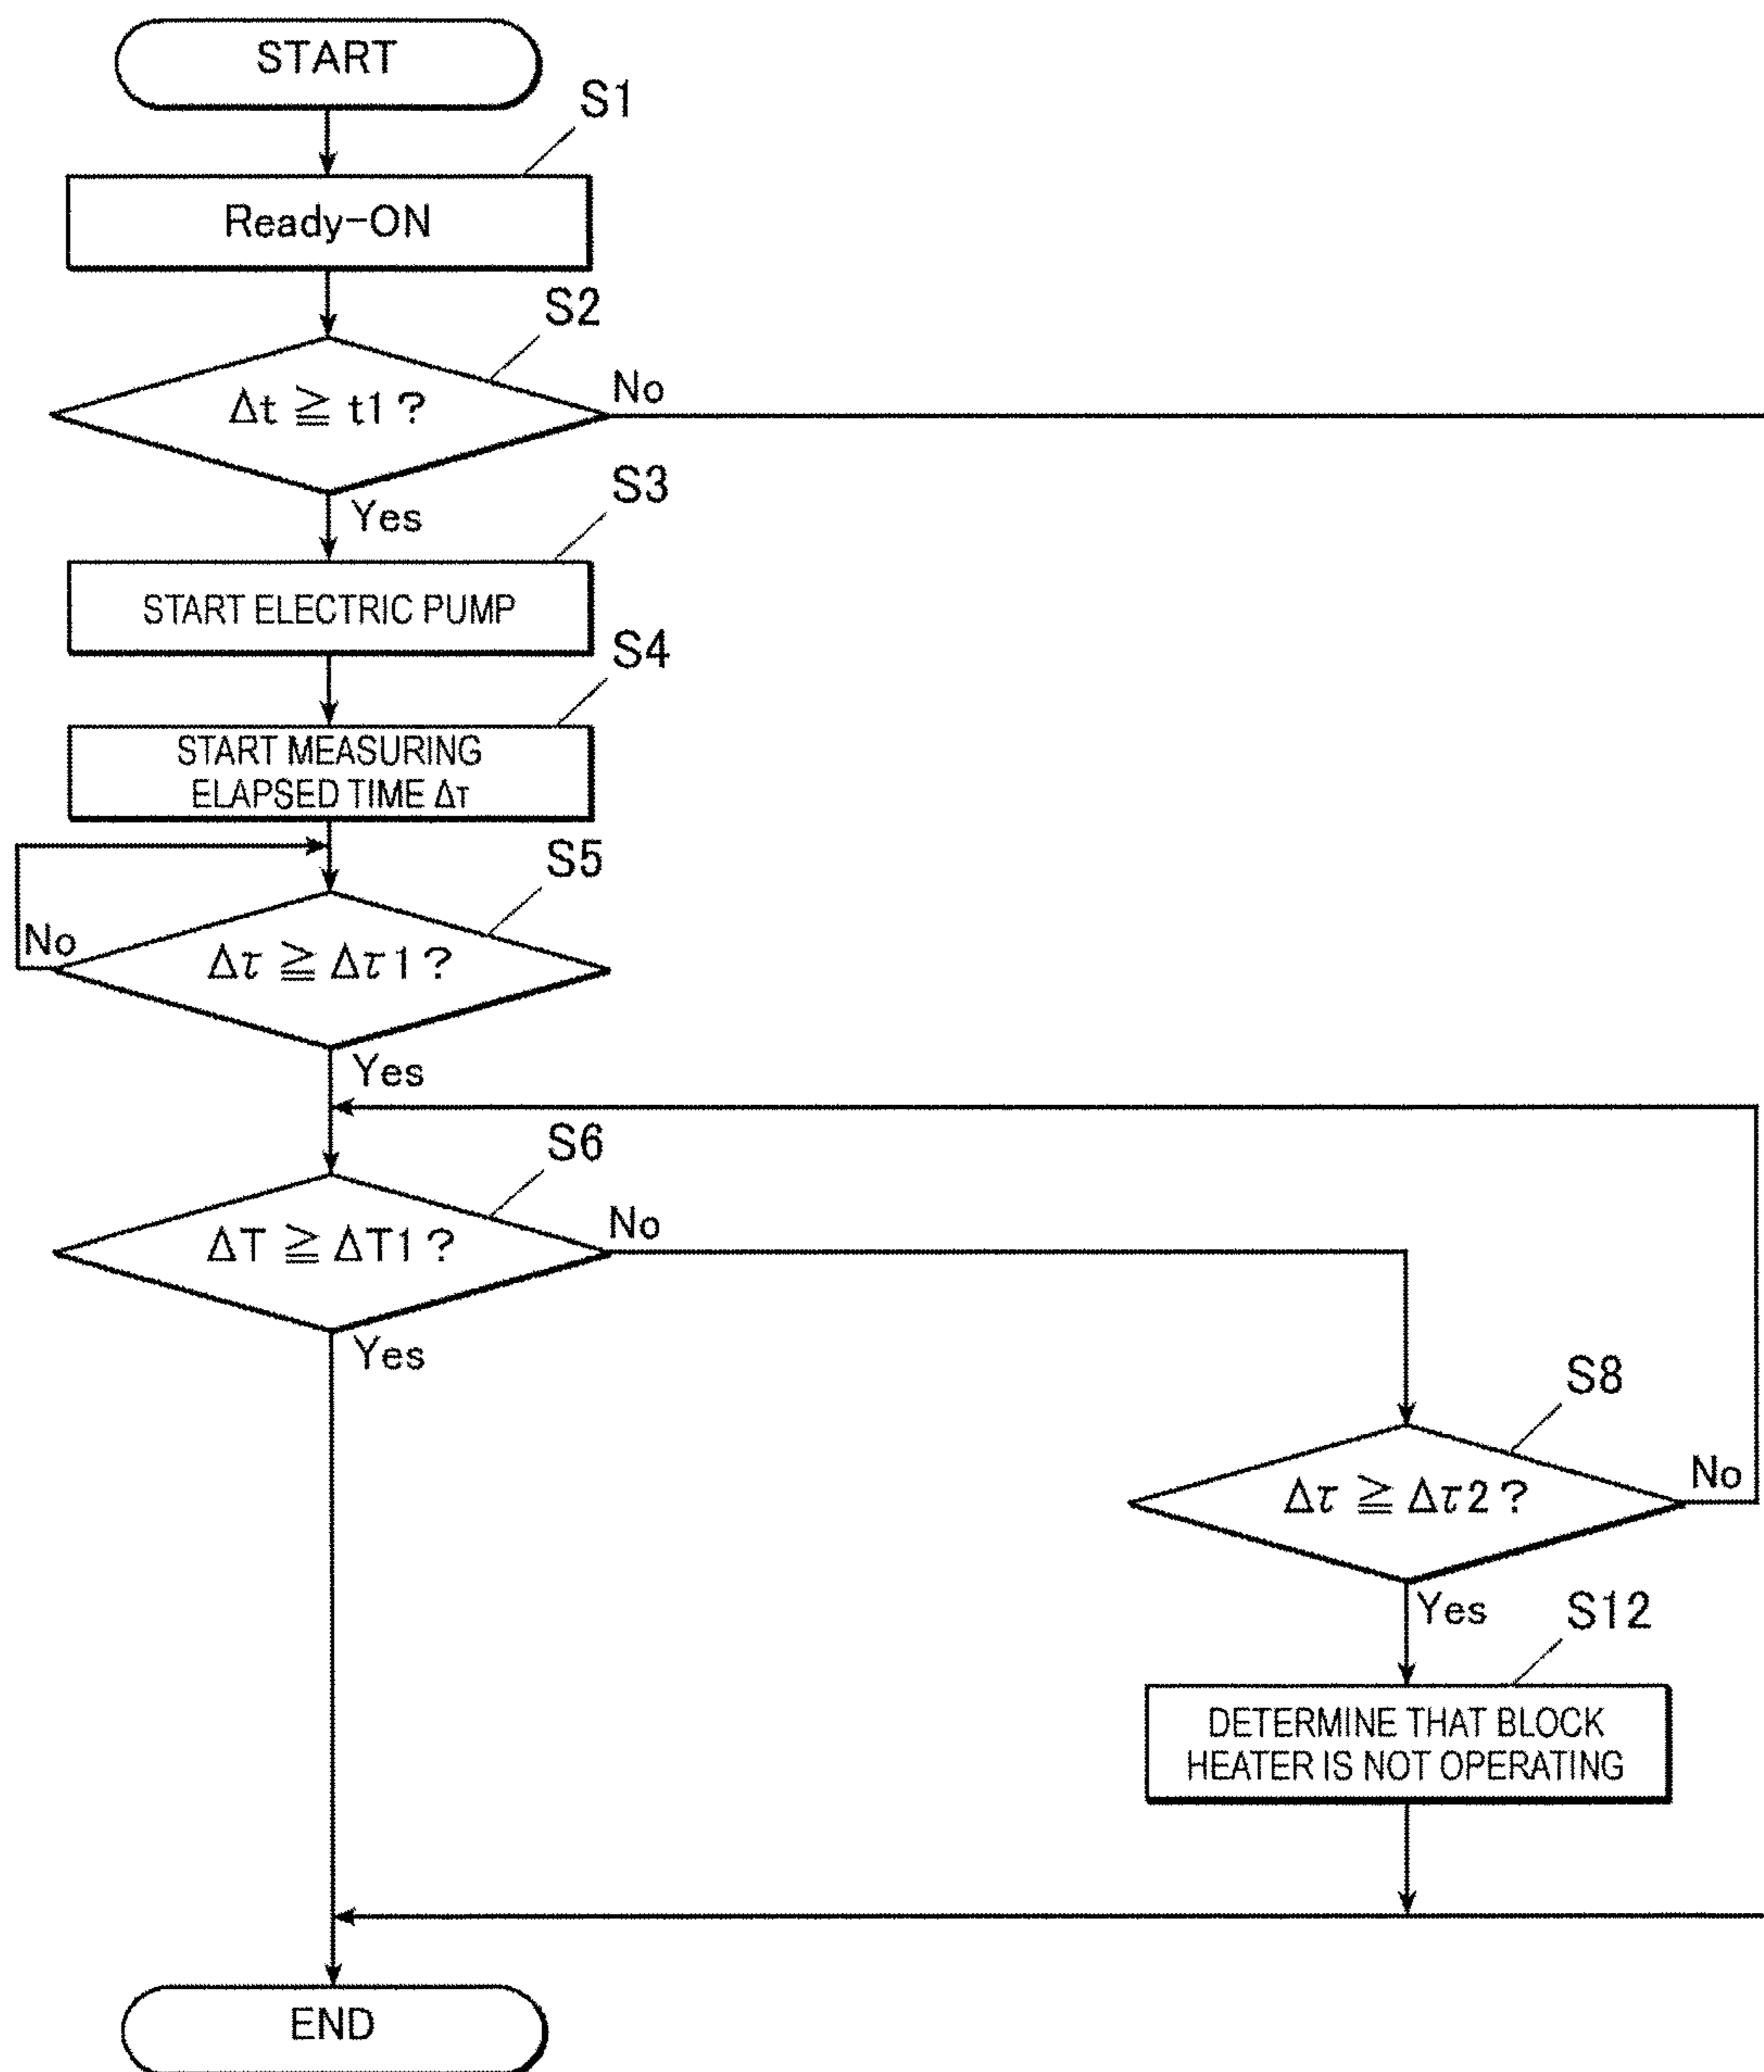 START
S1
Ready-ON
S2
Δt ≧ t1?
No
Yes
S3
START ELECTRIC PUMP
S4
START MEASURING
ELAPSED TIME Δτ
S5
No
Δτ ≧ Δτ1?
Yes
S6
ΔT ≧ ΔT1?
No
Yes
S8
Δτ ≧ Δτ2?
No
Yes
S12
DETERMINE THAT BLOCK
HEATER IS NOT OPERATING
END